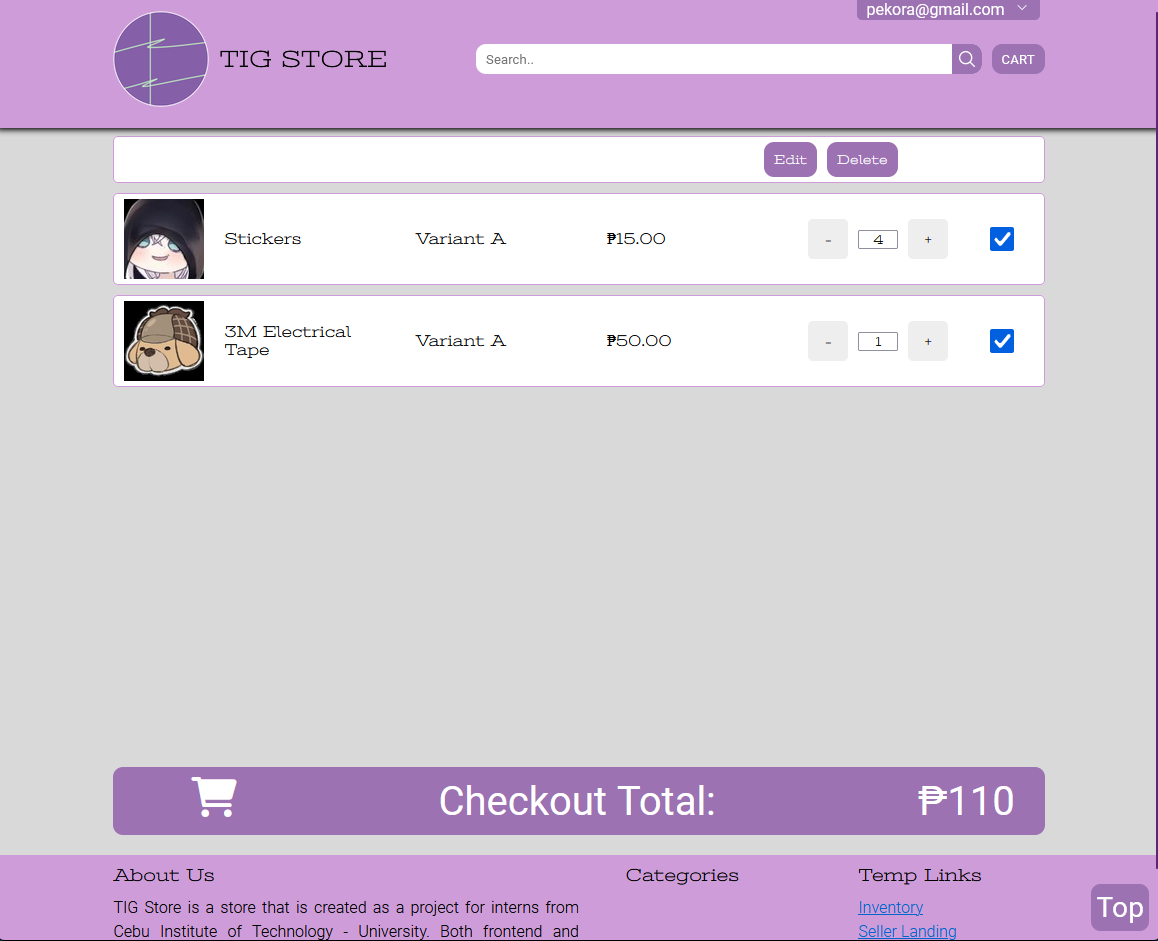 pekora@gmail.com
TIG STORE
Search..
CART
Edit
Delete
Stickers
Variant A
₱15.00
-
4
+
3M Electrical
Tape
Variant A
₱50.00
-
1
+
Checkout Total:
₱110
About Us
TIG Store is a store that is created as a project for interns from
Cebu Institute of Technology - University. Both frontend and
Categories
Temp Links
Inventory
Seller Landing
Top